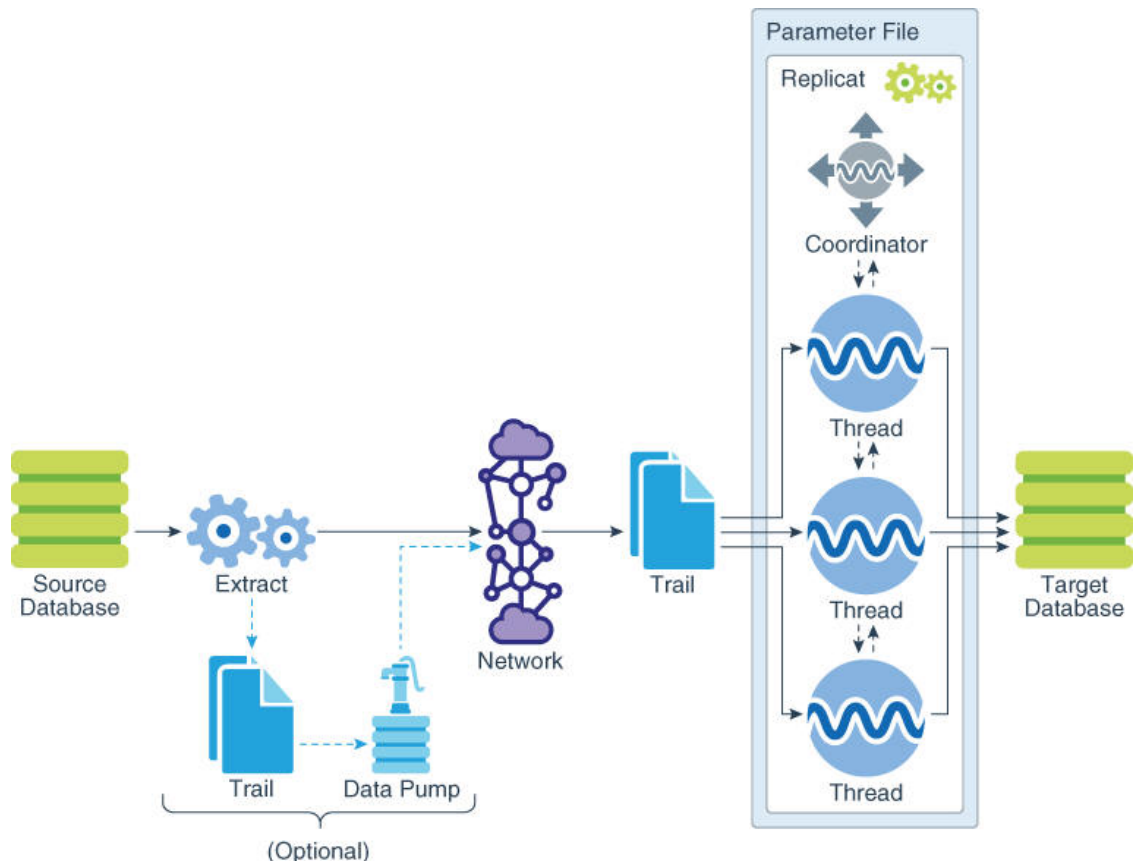 Parameter File
Replicat
Coordinator
Thread
Thread
Thread
Source
Database
Extract
Network
Trail
Target
Database
Trail
Data Pump
(Optional)